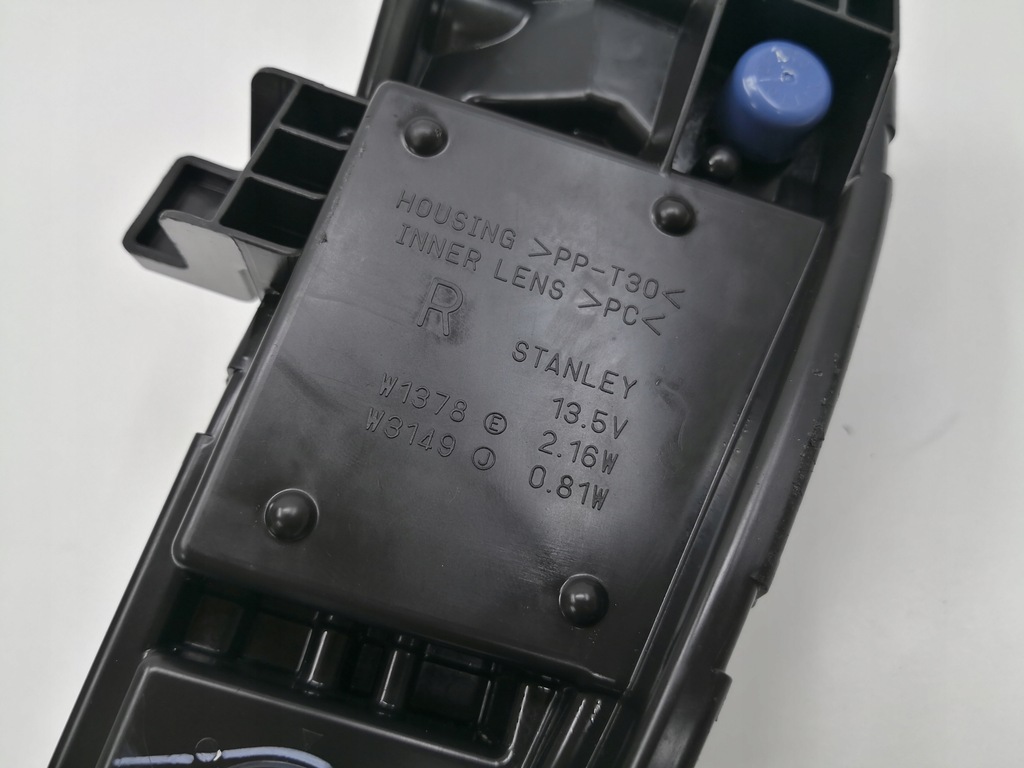 HOUSING >PP-T30<
INNER LENS >PC<
R
STANLEY
13.5V
W1378 Ⓔ 2.16W
W3149 Ⓙ 0.81W